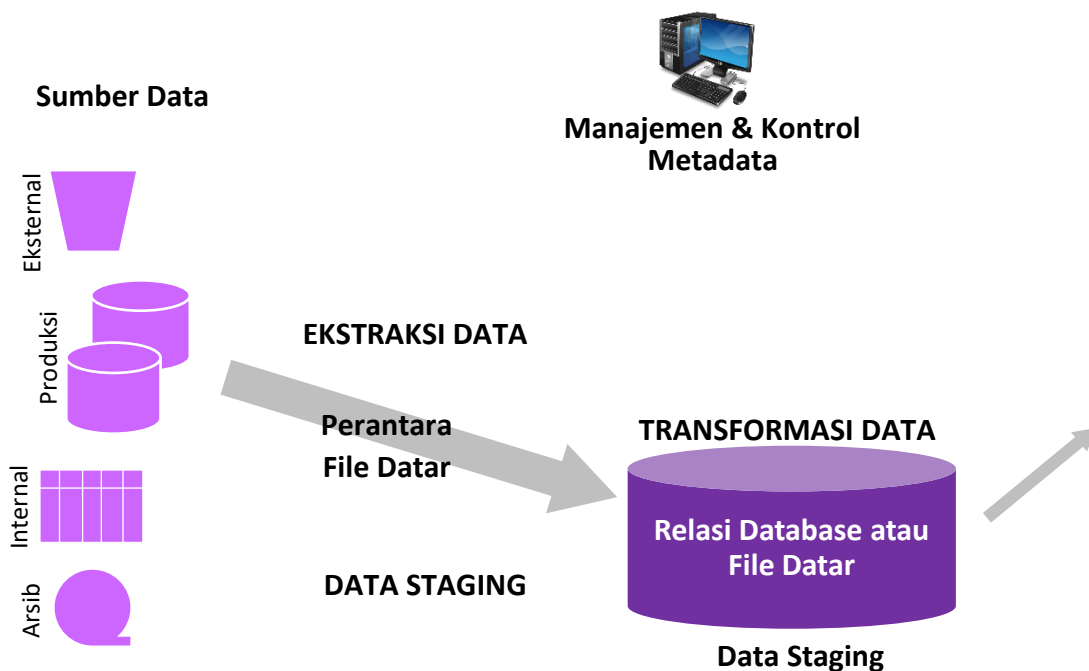 Sumber Data
Manajemen & Kontrol
Metadata
Eksternal
Produksi
Internal
Arsib
EKSTRAKSI DATA
Perantara
File Datar
DATA STAGING
TRANSFORMASI DATA
Relasi Database atau
File Datar
Data Staging